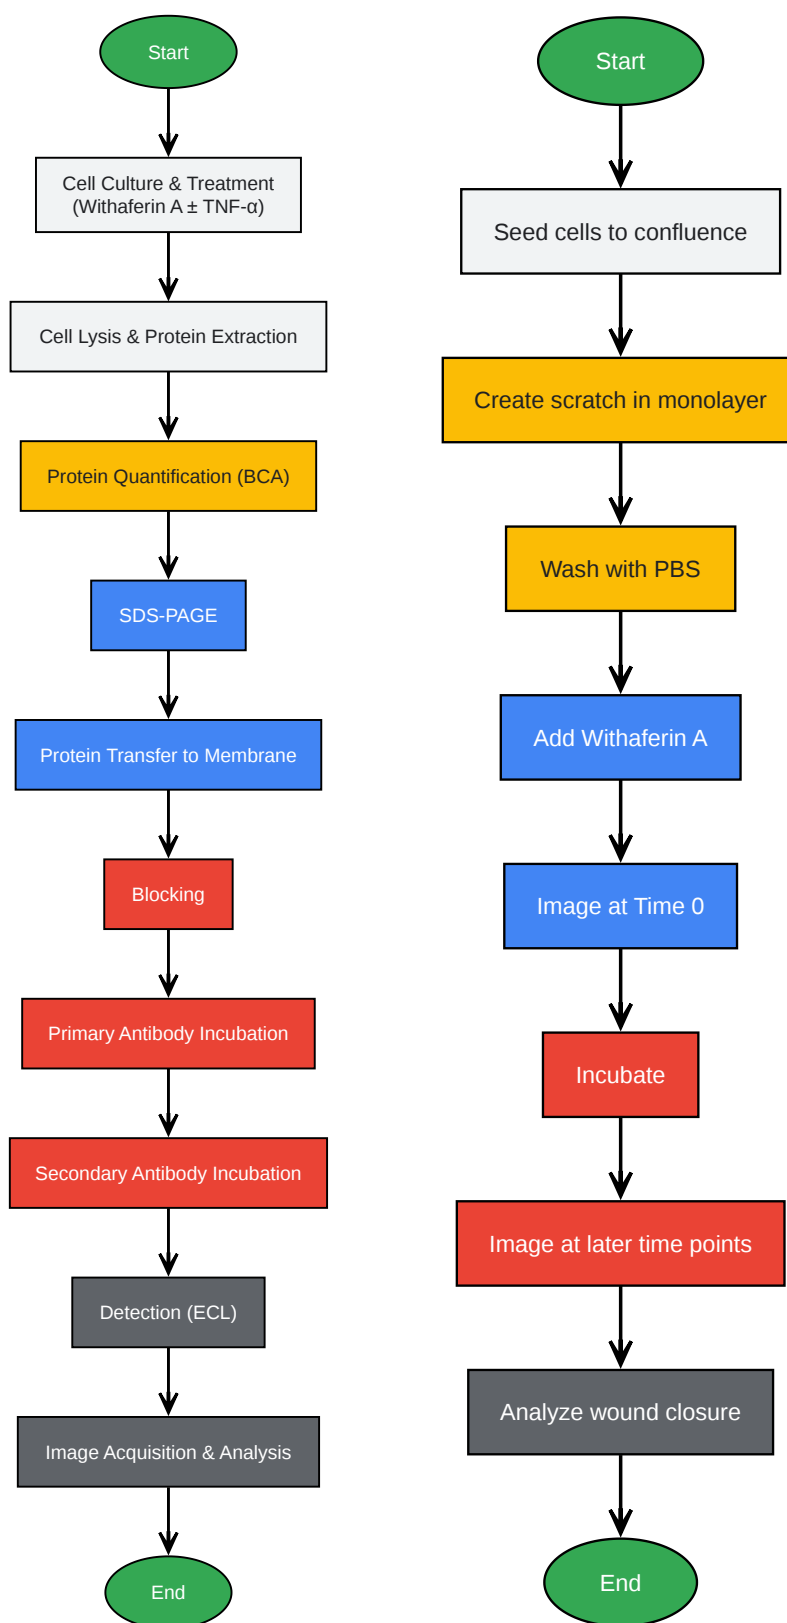 Start
Cell Culture & Treatment
(Withaferin A ± TNF-α)
Cell Lysis & Protein Extraction
Protein Quantification (BCA)
SDS-PAGE
Protein Transfer to Membrane
Blocking
Primary Antibody Incubation
Secondary Antibody Incubation
Detection (ECL)
Image Acquisition & Analysis
End
Start
Seed cells to confluence
Create scratch in monolayer
Wash with PBS
Add Withaferin A
Image at Time 0
Incubate
Image at later time points
Analyze wound closure
End